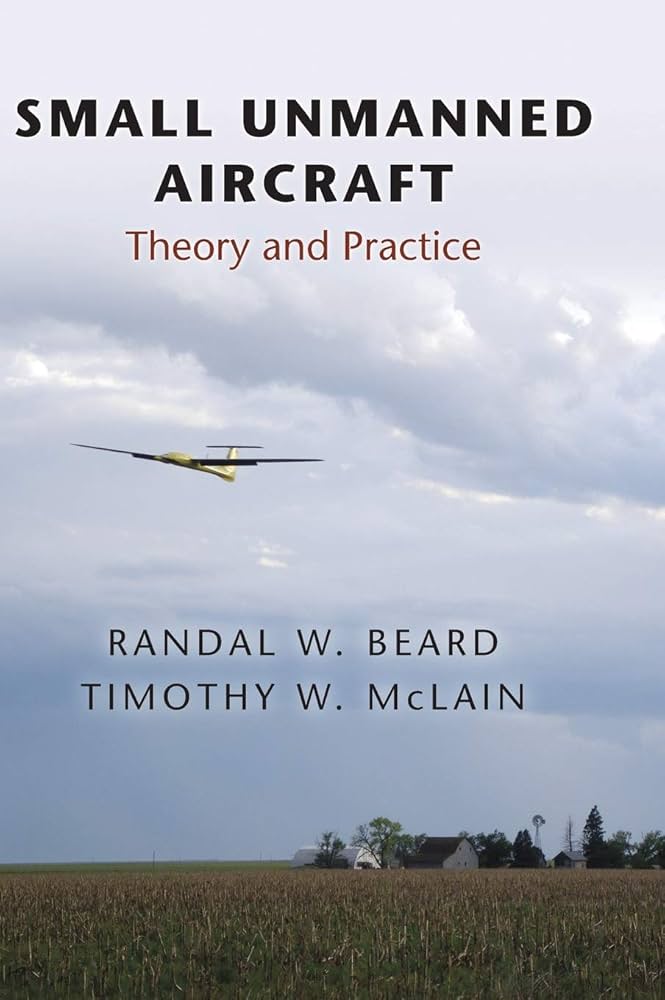 SMALL UNMANNED
AIRCRAFT
Theory and Practice
RANDAL W. BEARD
TIMOTHY W. McLAIN